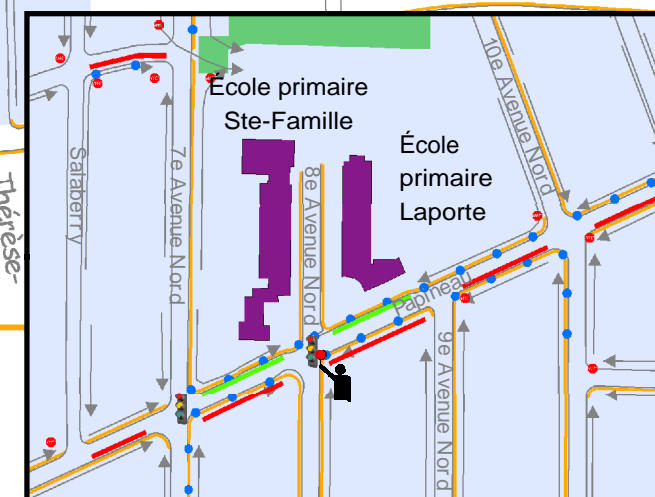 École primaire
Ste-Famille
École
primaire
Laporte
10e Avenue Nord
Salaberry
7e Avenue Nord
8e Avenue Nord
Papineau
9e Avenue Nord
Thérèse-